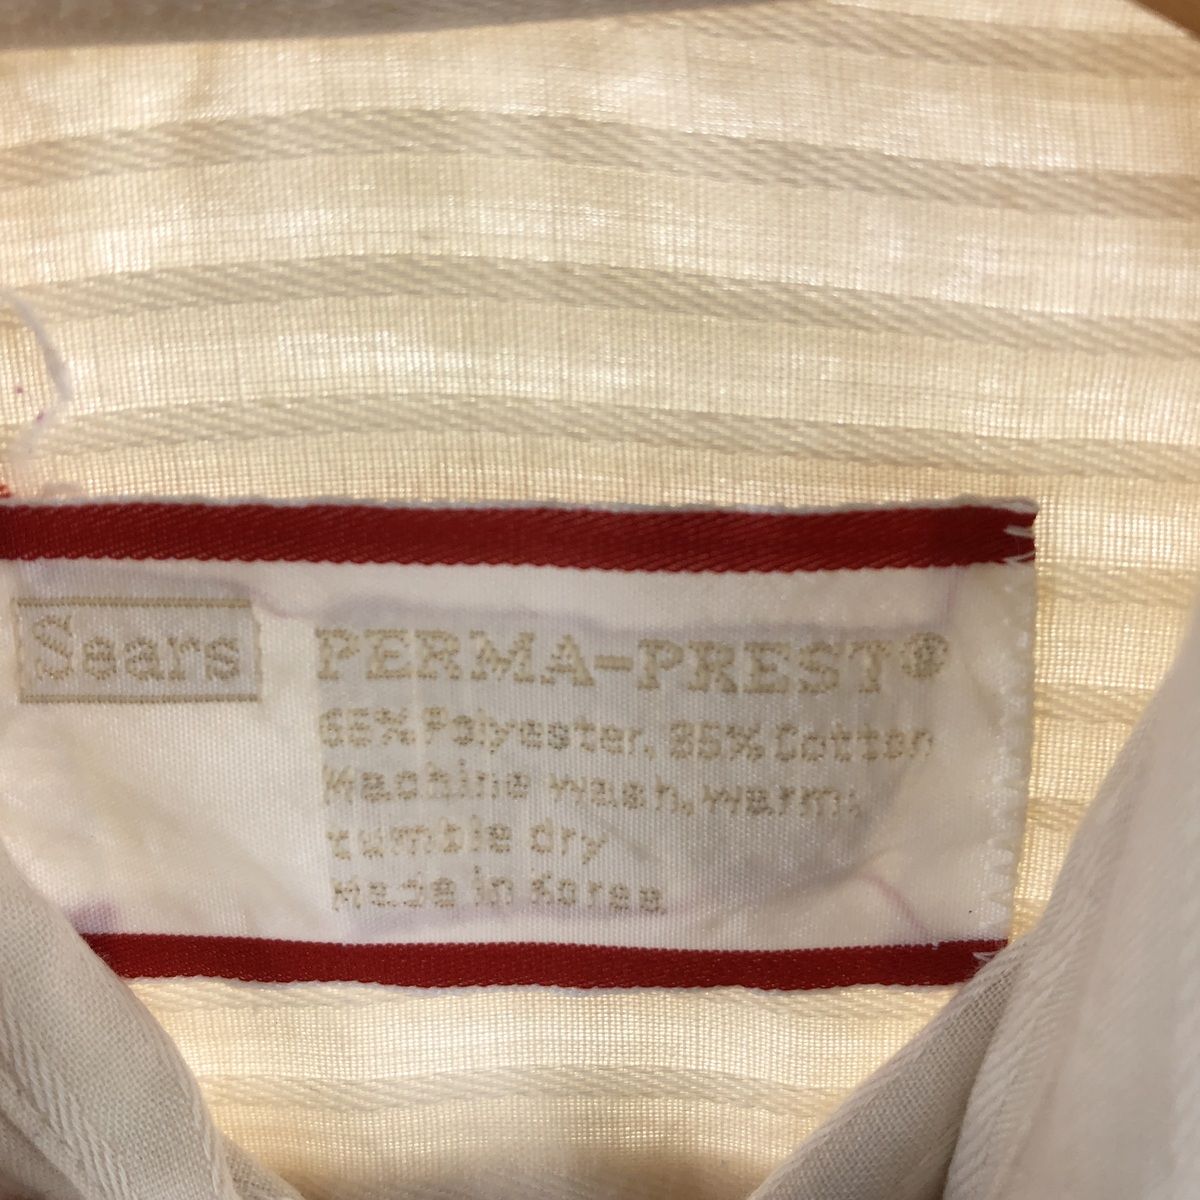 Sears
PERMA-PREST®
65% Polyester, 35% Cotton
Machine wash, warm;
tumble dry
Made in Korea